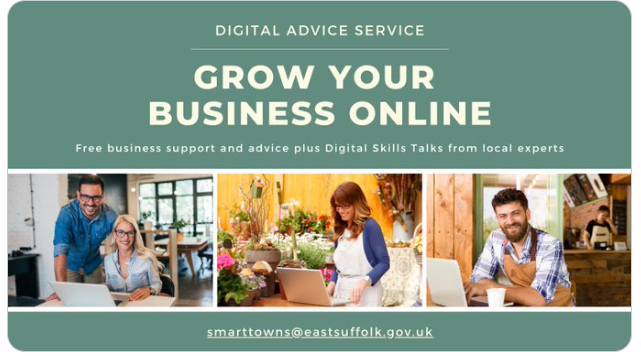 DIGITAL ADVICE SERVICE
GROW YOUR
BUSINESS ONLINE
Free business support and advice plus Digital Skills Talks from local experts
smarttowns@eastsuffolk.gov.uk